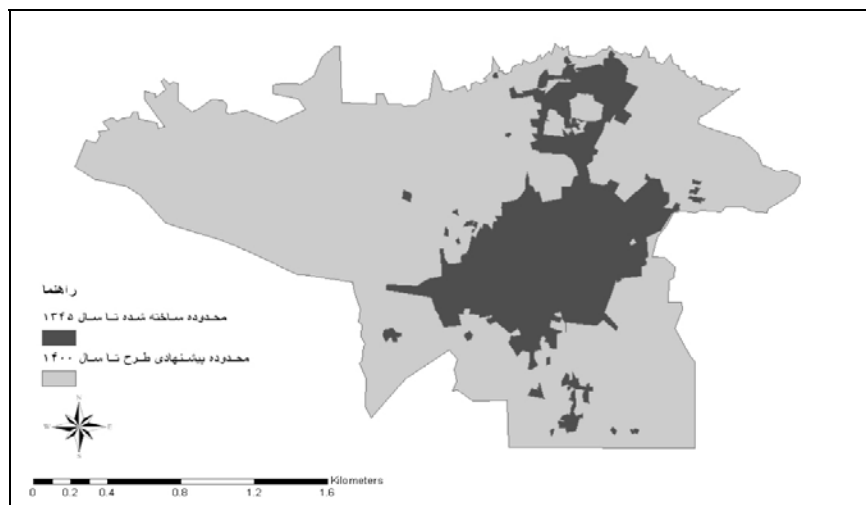 راهنما
محدوده ساخته شده تا سال ۱۳۴۵
محدوده پیشنهادی طرح تا سال ۱۴۰۰
N
W E
S
Kilometers
0 0.2 0.4 0.8 1.2 1.6